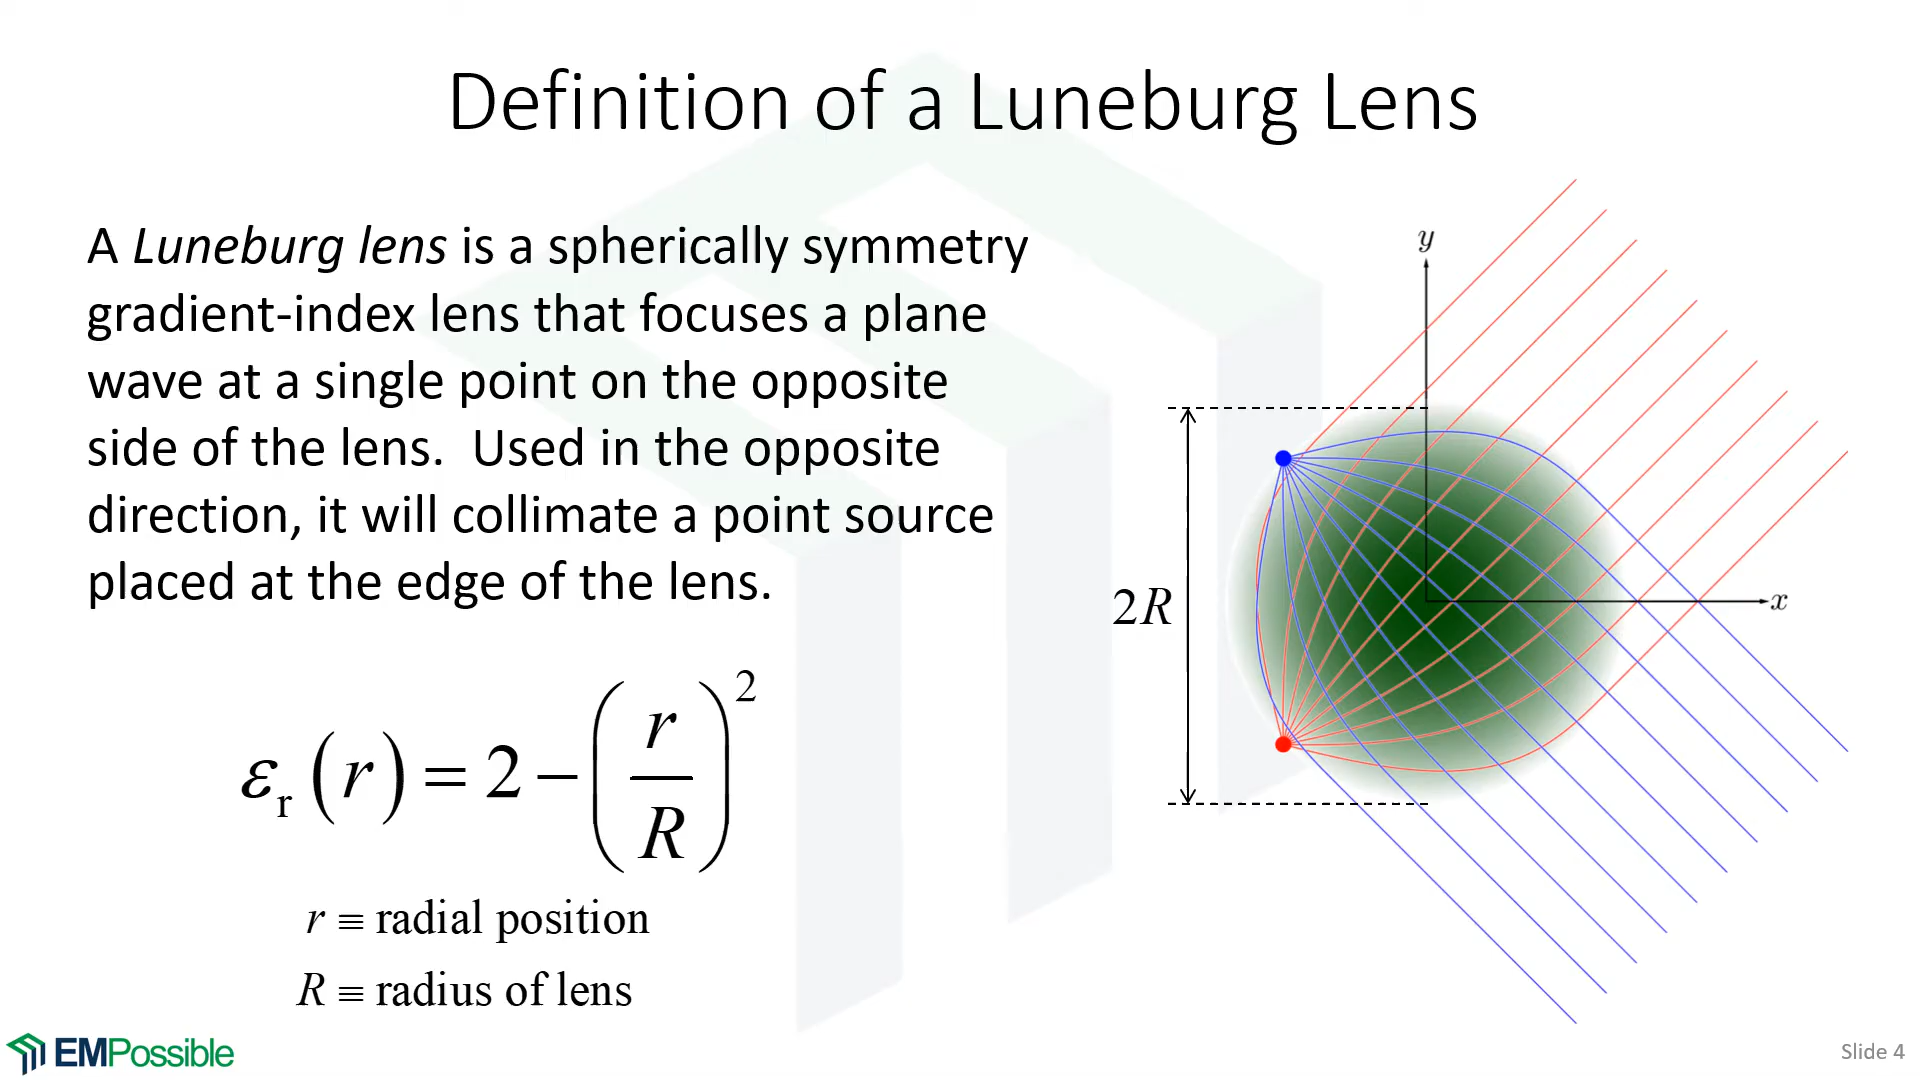 Definition of a Luneburg Lens
A Luneburg lens is a spherically symmetry
gradient-index lens that focuses a plane
wave at a single point on the opposite
side of the lens.  Used in the opposite
direction, it will collimate a point source
placed at the edge of the lens.
εr(r) = 2 − (r/R)²
r ≡ radial position
R ≡ radius of lens
y
2R
x
EMPossible
Slide 4